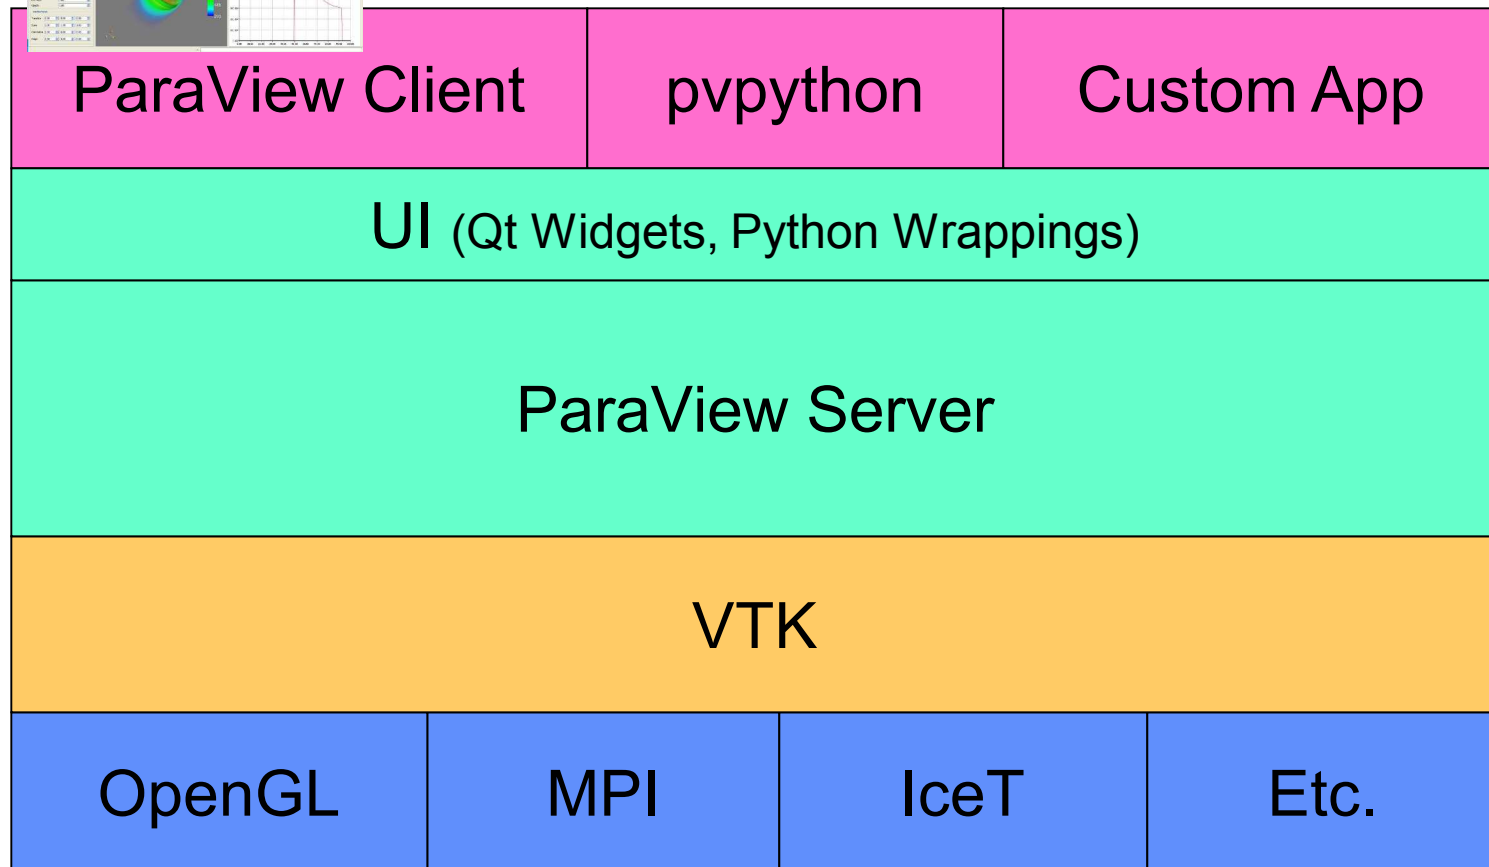 ParaView Client
pvpython
Custom App
UI (Qt Widgets, Python Wrappings)
ParaView Server
VTK
OpenGL
MPI
IceT
Etc.